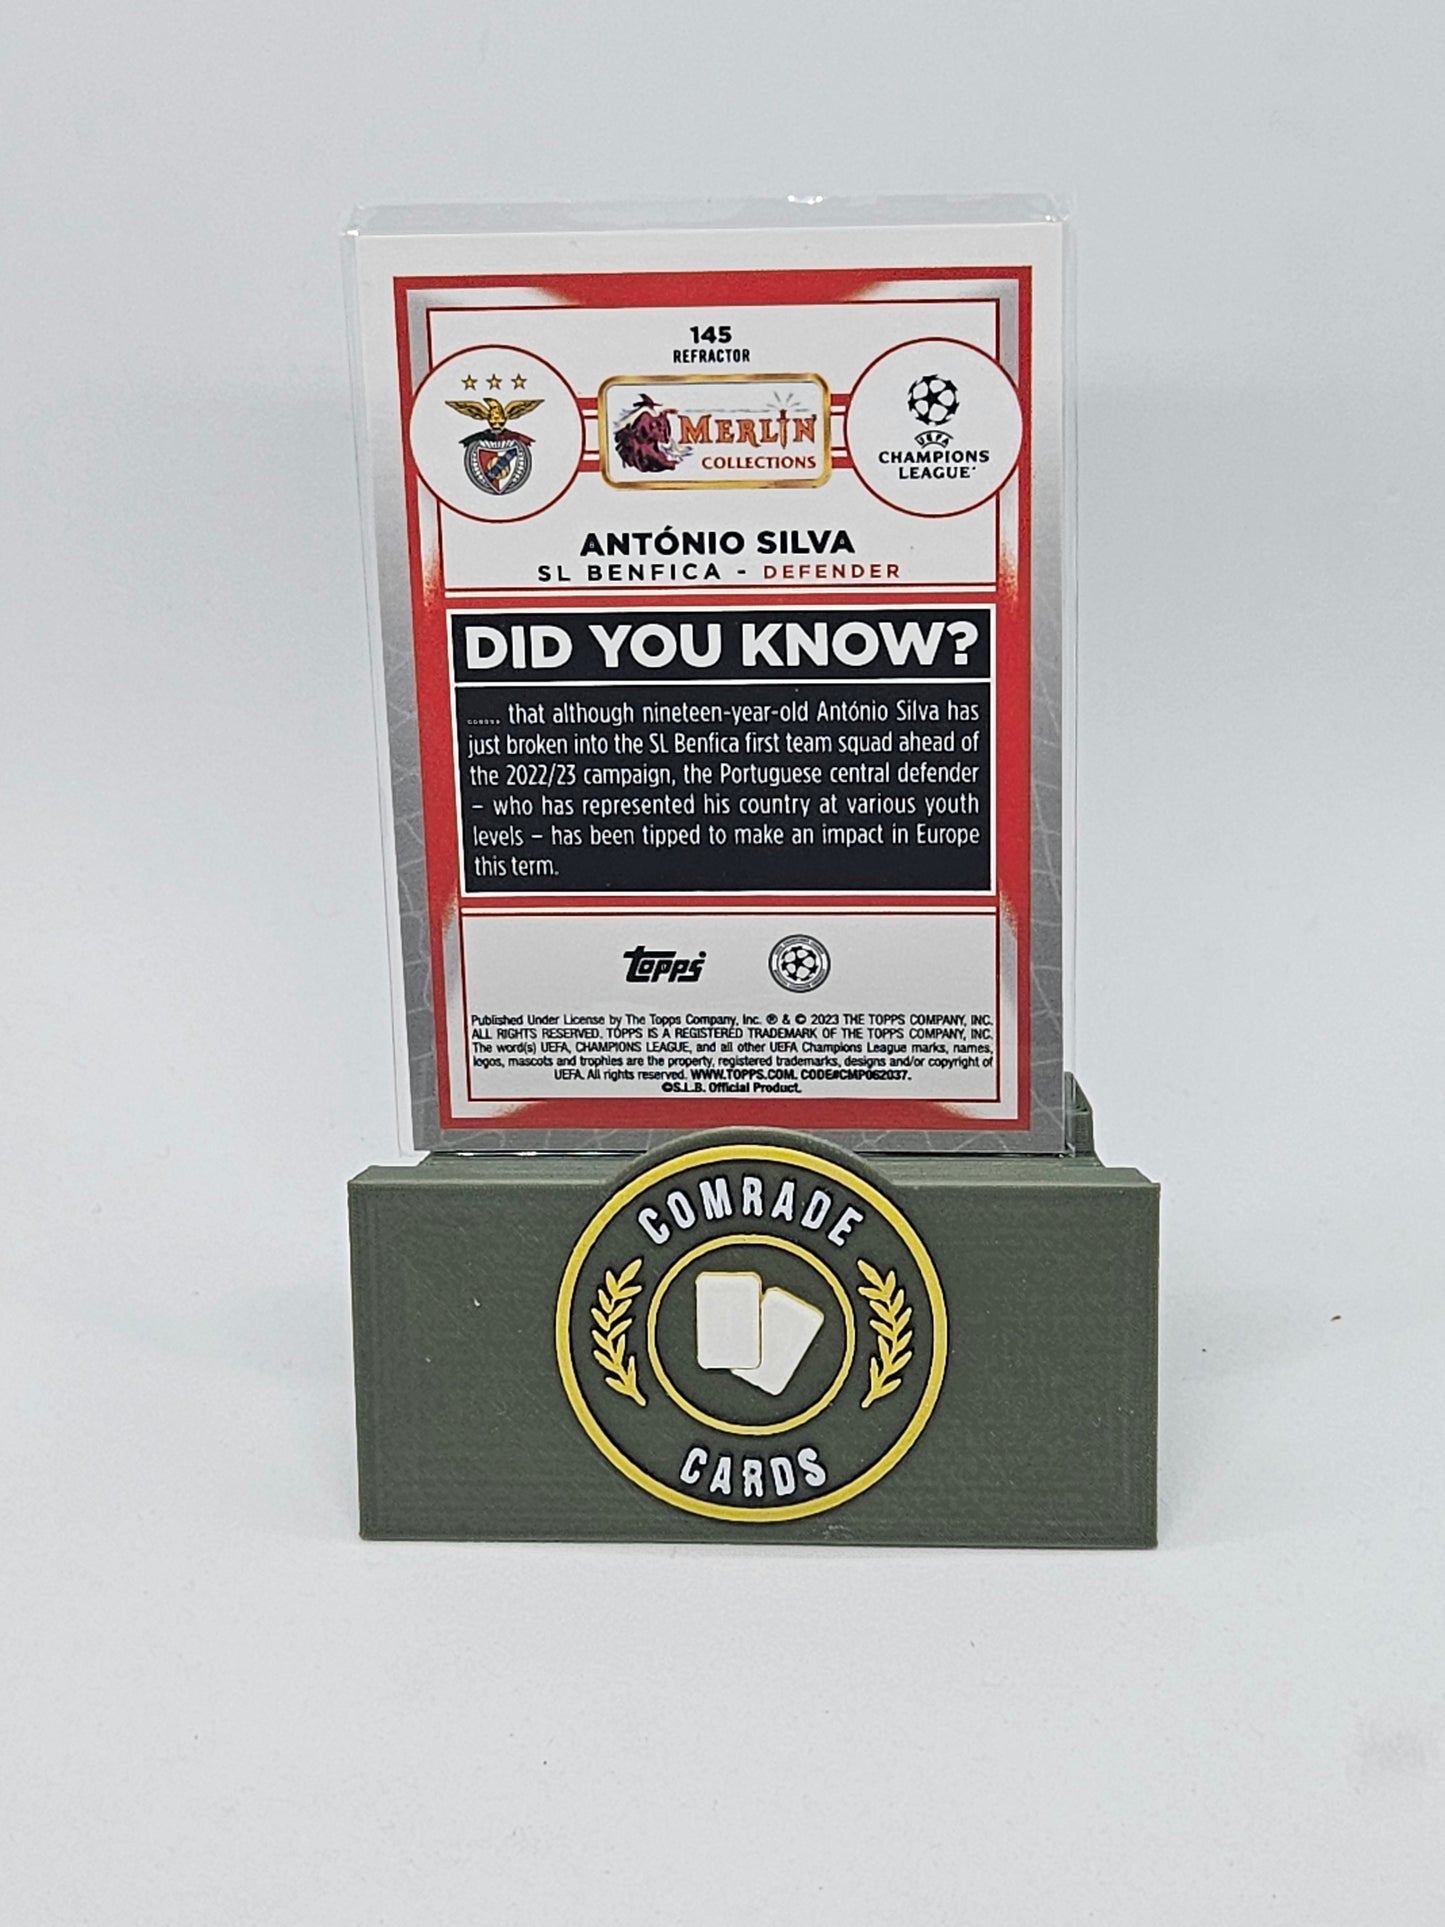 145
REFRACTOR
MERLIN
COLLECTIONS
UEFA
CHAMPIONS
LEAGUE
ANTÓNIO SILVA
SL BENFICA - DEFENDER
DID YOU KNOW?
...... that although nineteen-year-old António Silva has
just broken into the SL Benfica first team squad ahead of
the 2022/23 campaign, the Portuguese central defender
– who has represented his country at various youth
levels – has been tipped to make an impact in Europe
this term.
topps
Published Under License by The Topps Company, Inc. ® & © 2023 THE TOPPS COMPANY, INC.
ALL RIGHTS RESERVED. TOPPS IS A REGISTERED TRADEMARK OF THE TOPPS COMPANY, INC.
The word(s) UEFA, CHAMPIONS LEAGUE, and all other UEFA Champions League marks, names,
logos, mascots and trophies are the property, registered trademarks, designs and/or copyright of
UEFA. All rights reserved. WWW.TOPPS.COM. CODE#CMP062037.
©S.L.B. Official Product.
COMRADE
CARDS